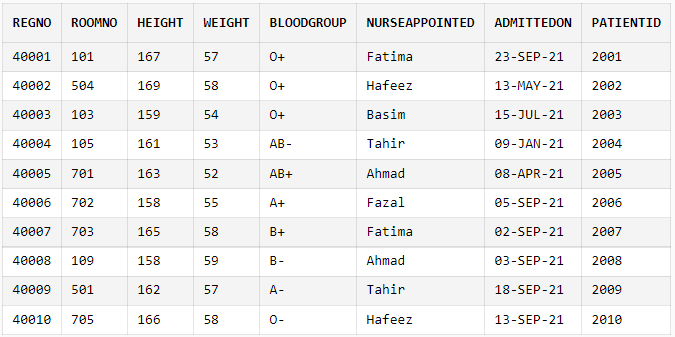 REGNO ROOMNO HEIGHT WEIGHT BLOODGROUP NURSEAPPOINTED ADMITTEDON PATIENTID
40001 101 167 57 O+ Fatima 23-SEP-21 2001
40002 504 169 58 O+ Hafeez 13-MAY-21 2002
40003 103 159 54 O+ Basim 15-JUL-21 2003
40004 105 161 53 AB- Tahir 09-JAN-21 2004
40005 701 163 52 AB+ Ahmad 08-APR-21 2005
40006 702 158 55 A+ Fazal 05-SEP-21 2006
40007 703 165 58 B+ Fatima 02-SEP-21 2007
40008 109 158 59 B- Ahmad 03-SEP-21 2008
40009 501 162 57 A- Tahir 18-SEP-21 2009
40010 705 166 58 O- Hafeez 13-SEP-21 2010